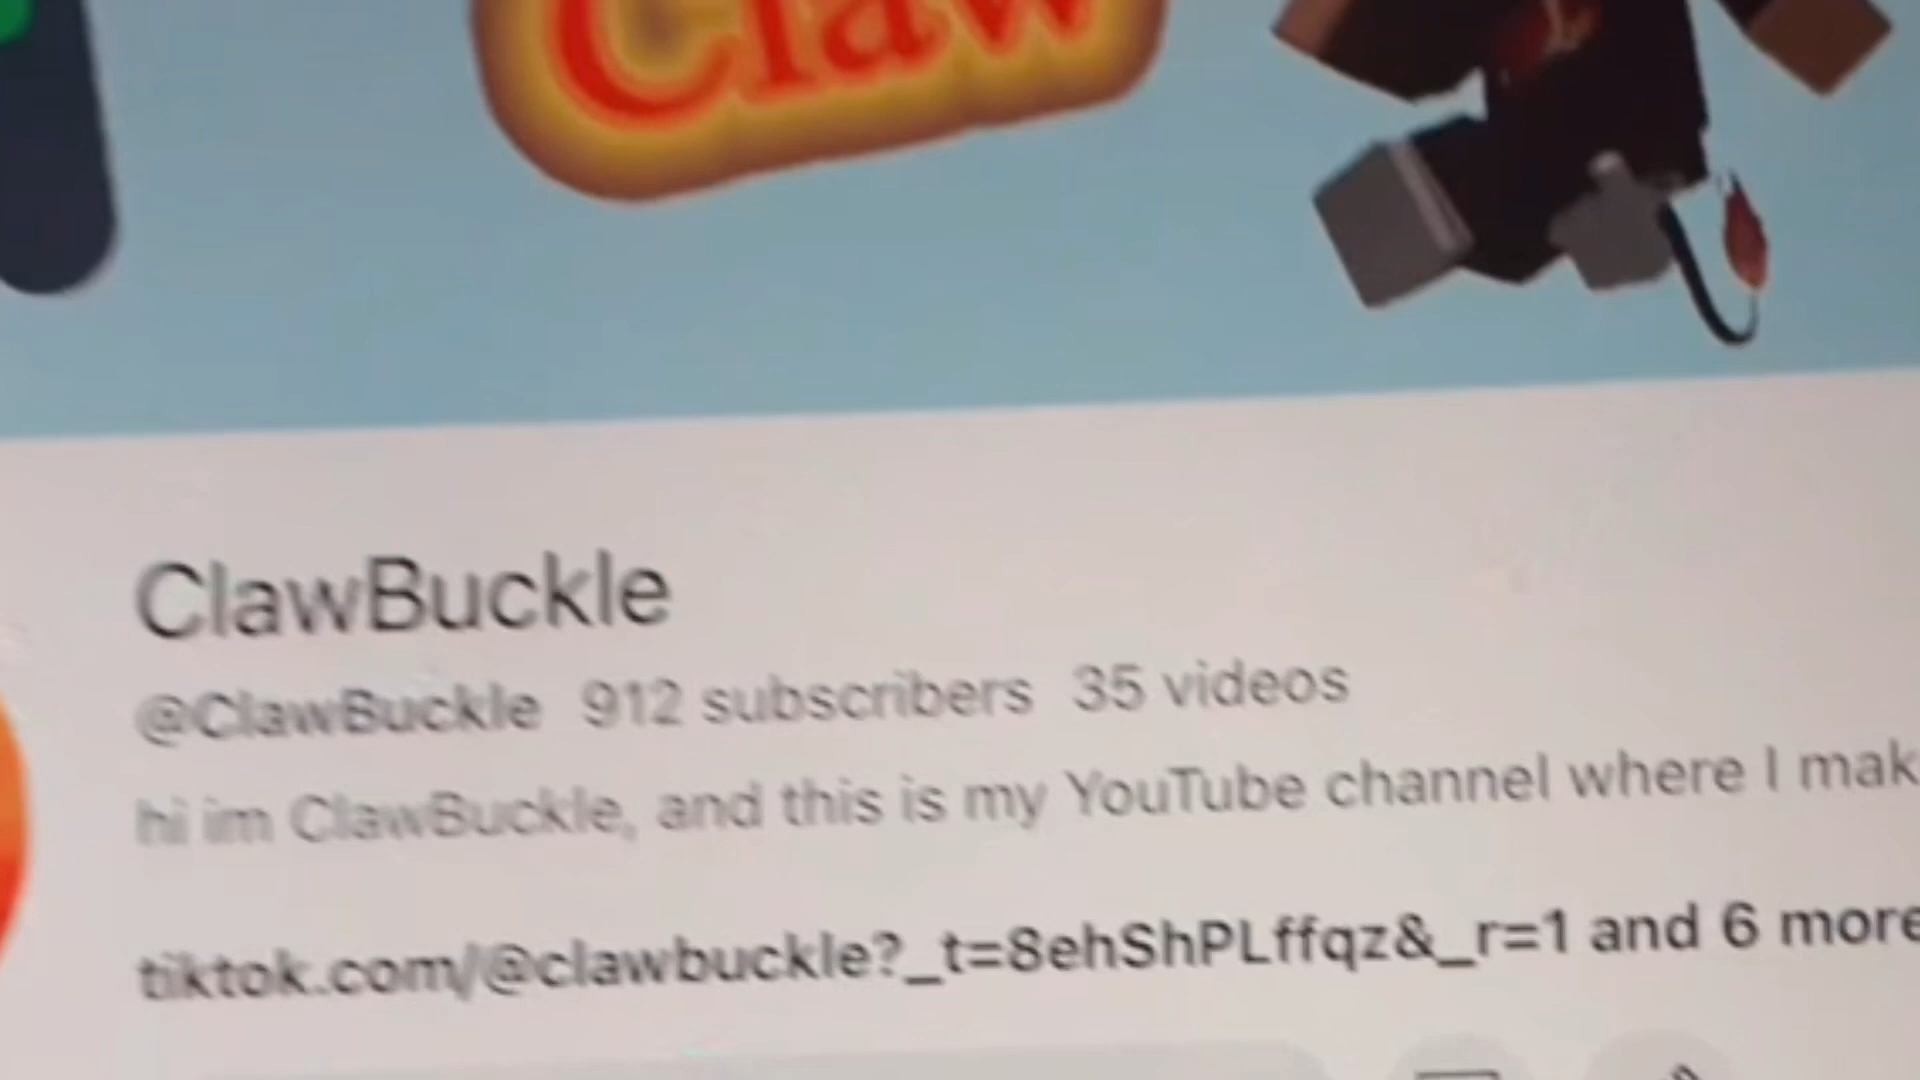 Claw
ClawBuckle
@ClawBuckle 912 subscribers 35 videos
hi im ClawBuckle, and this is my YouTube channel where I mak
tiktok.com/@clawbuckle?_t=8ehShPLffqz&_r=1 and 6 more